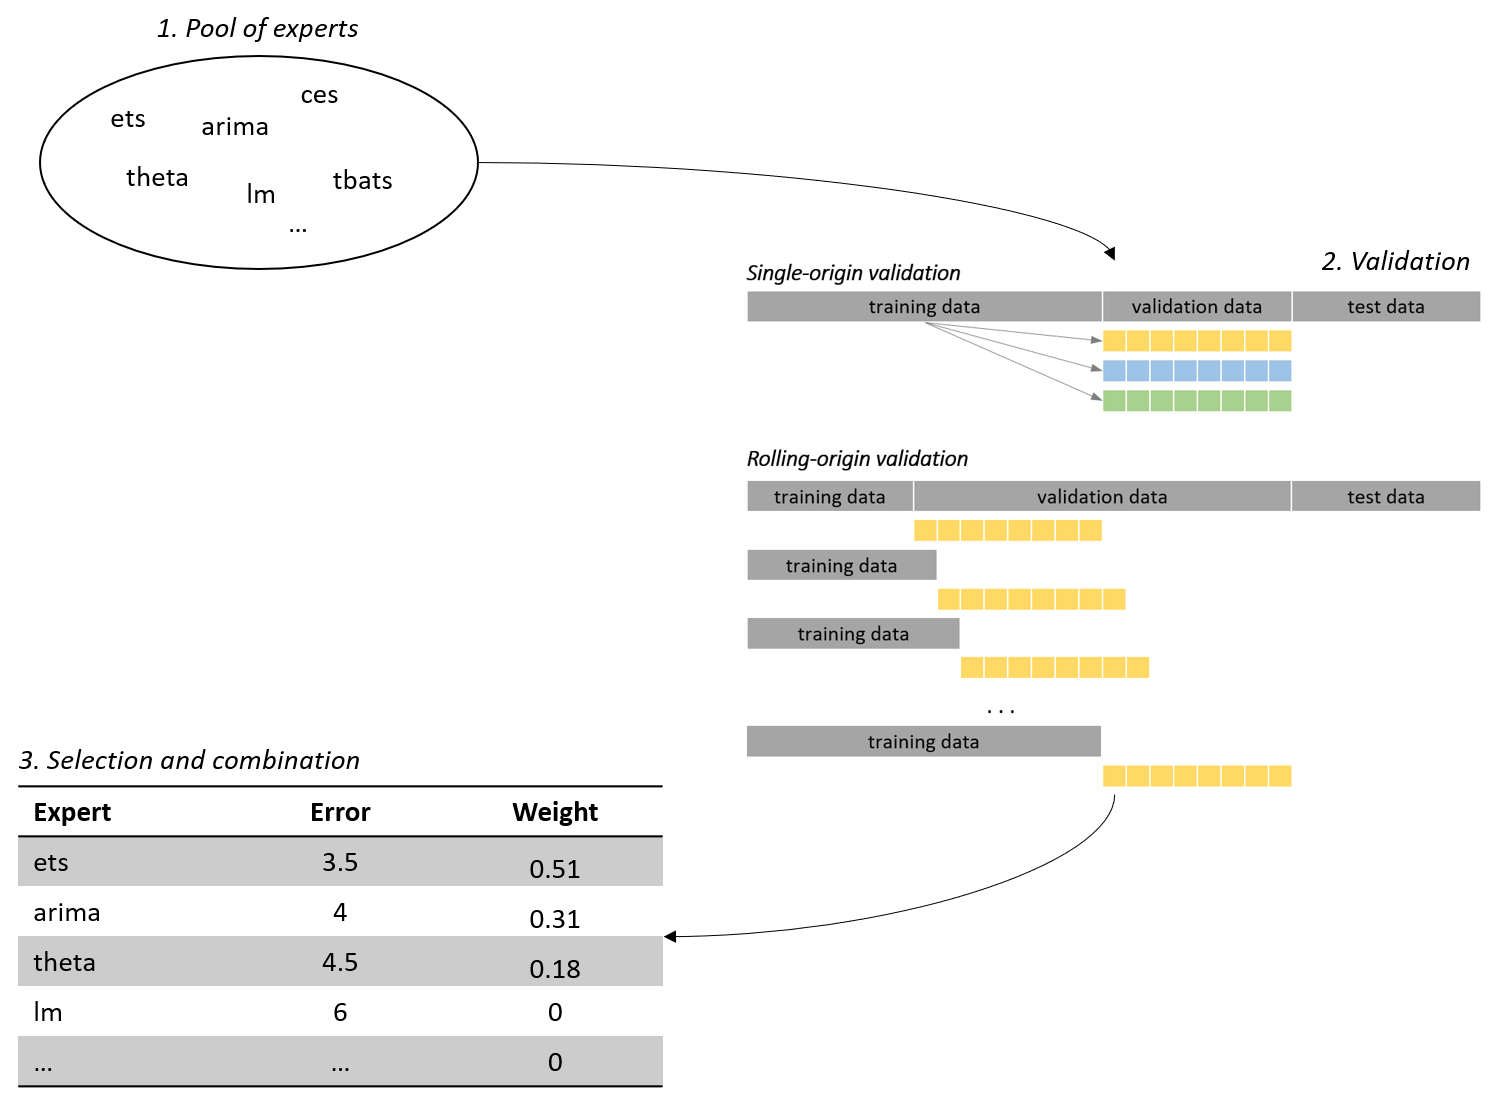 1. Pool of experts
ces
ets
arima
theta
lm
tbats
...
2. Validation
Single-origin validation
training data validation data test data
Rolling-origin validation
training data validation data test data
training data
training data
...
training data
3. Selection and combination
Expert Error Weight
ets 3.5 0.51
arima 4 0.31
theta 4.5 0.18
lm 6 0
... ... 0